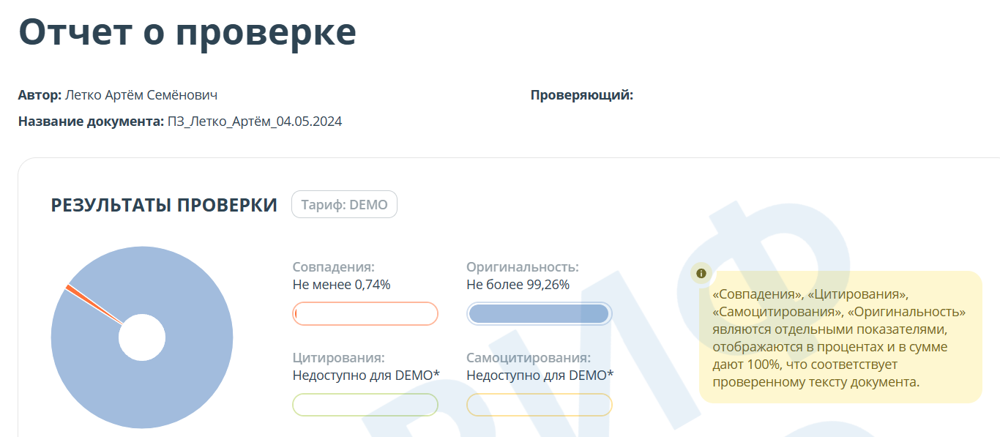 Отчет о проверке
Автор: Летко Артём Семёнович
Проверяющий:
Название документа: ПЗ_Летко_Артём_04.05.2024
РЕЗУЛЬТАТЫ ПРОВЕРКИ
Тариф: DEMO
Совпадения:
Не менее 0,74%
Оригинальность:
Не более 99,26%
Цитирования:
Недоступно для DEMO*
Самоцитирования:
Недоступно для DEMO*
«Совпадения», «Цитирования»,
«Самоцитирования», «Оригинальность»
являются отдельными показателями,
отображаются в процентах и в сумме
дают 100%, что соответствует
проверенному тексту документа.